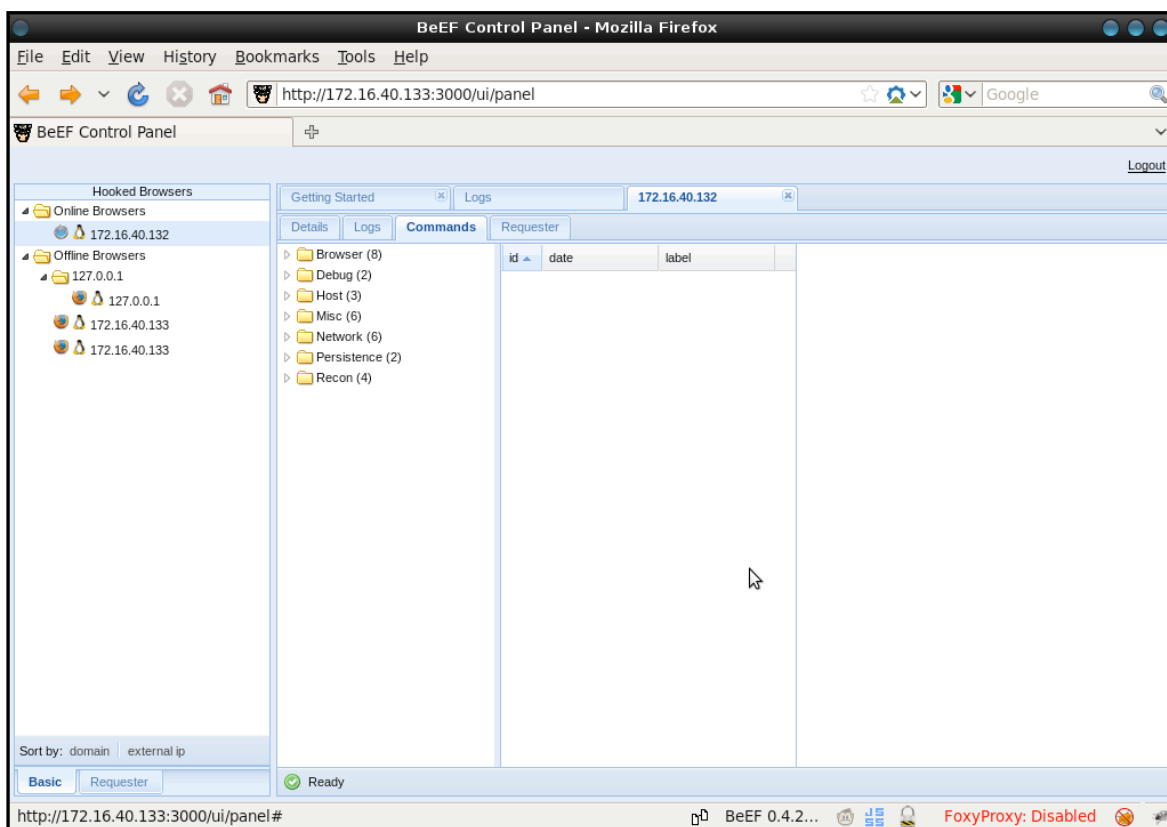 BeEF Control Panel - Mozilla Firefox
File Edit View History Bookmarks Tools Help
http://172.16.40.133:3000/ui/panel Google
BeEF Control Panel
Logout
Hooked Browsers
Online Browsers
172.16.40.132
Offline Browsers
127.0.0.1
127.0.0.1
172.16.40.133
172.16.40.133
Sort by: domain external ip
Basic Requester
Getting Started Logs 172.16.40.132
Details Logs Commands Requester
Browser (8)
Debug (2)
Host (3)
Misc (6)
Network (6)
Persistence (2)
Recon (4)
id date label
Ready
http://172.16.40.133:3000/ui/panel# BeEF 0.4.2... FoxyProxy: Disabled